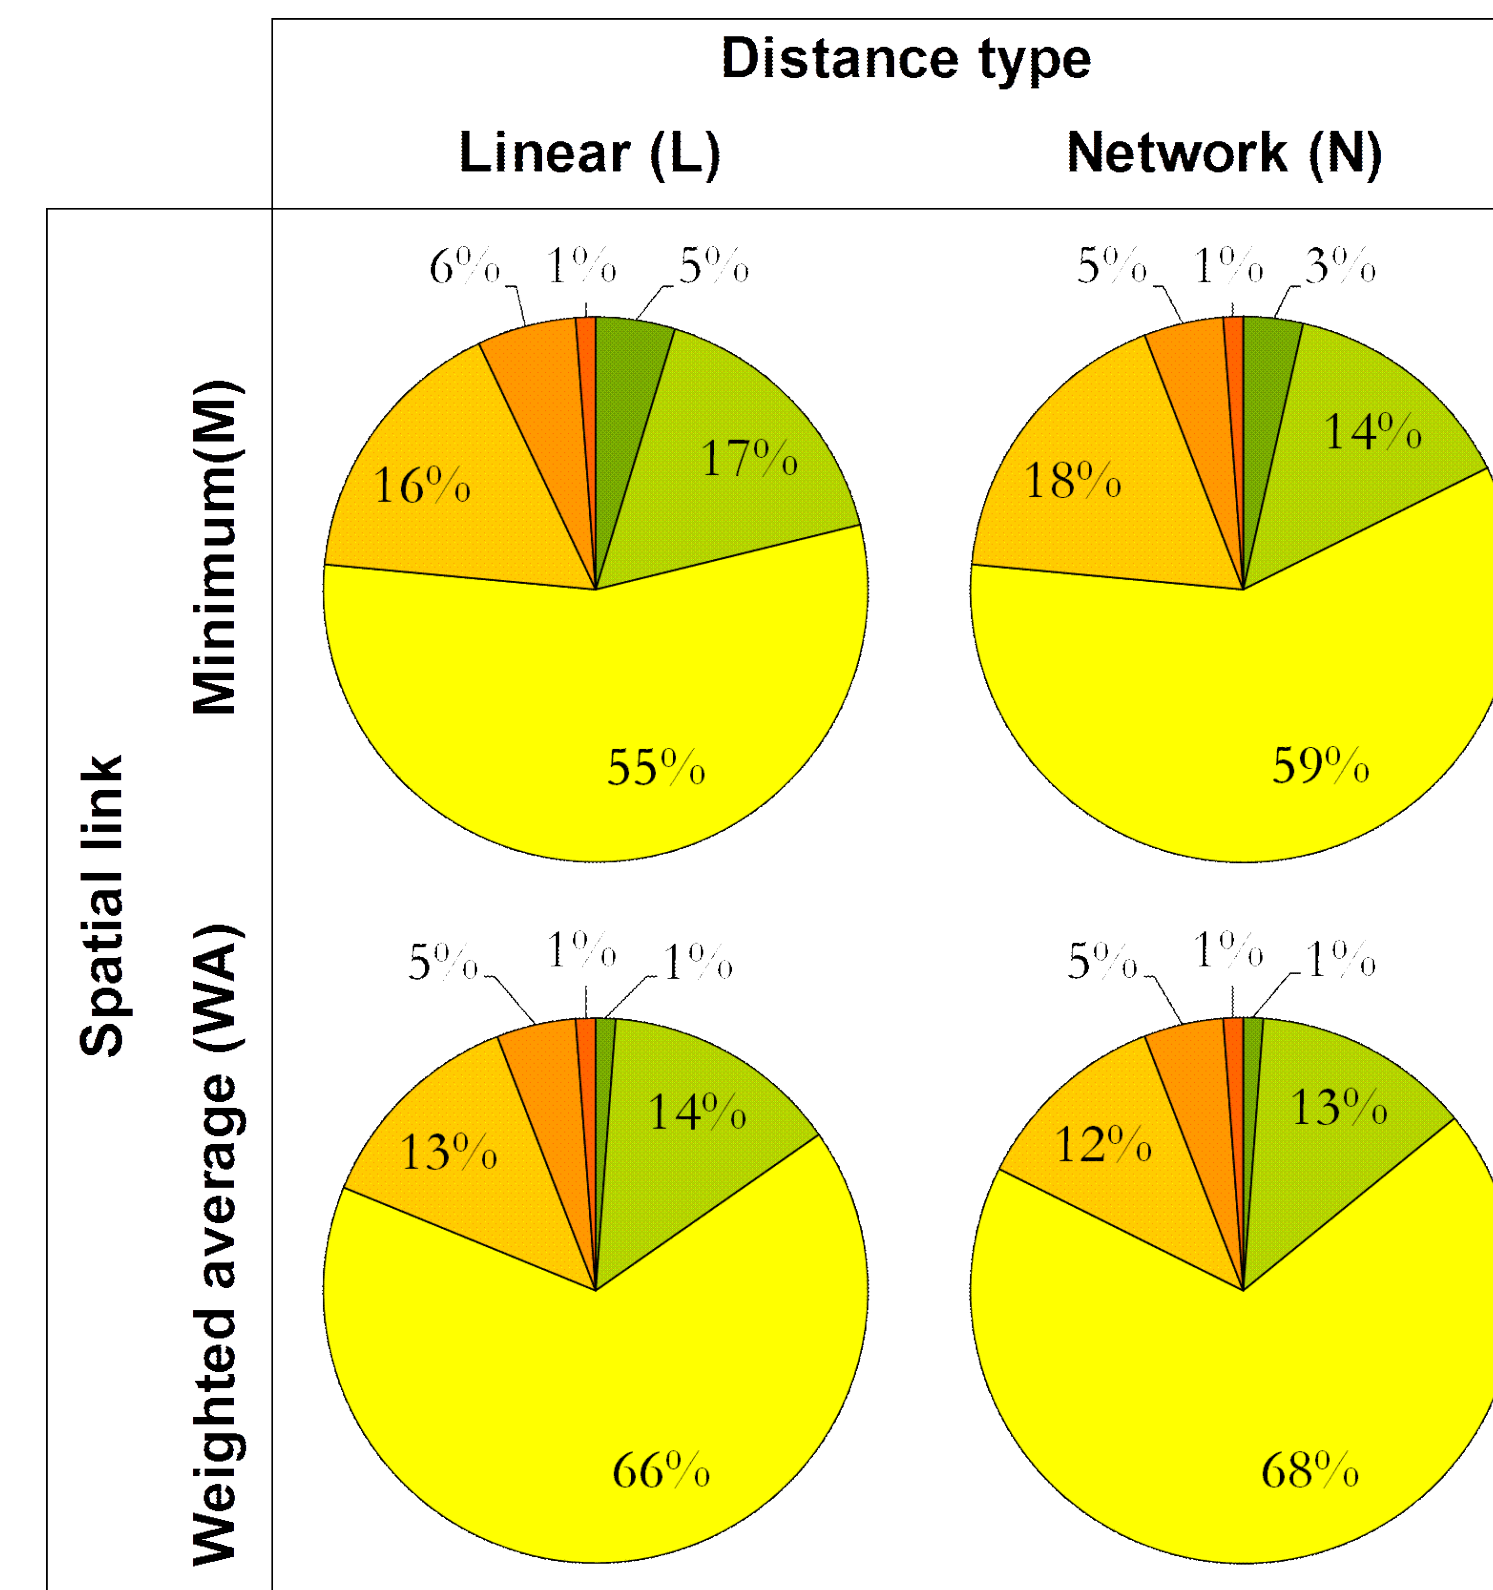 Distance type
Linear (L) Network (N)
Spatial link
Minimum(M)
6% 1% 5%
17%
16%
55%
5% 1% 3%
14%
18%
59%
Weighted average (WA)
5% 1% 1%
14%
13%
66%
5% 1% 1%
13%
12%
68%